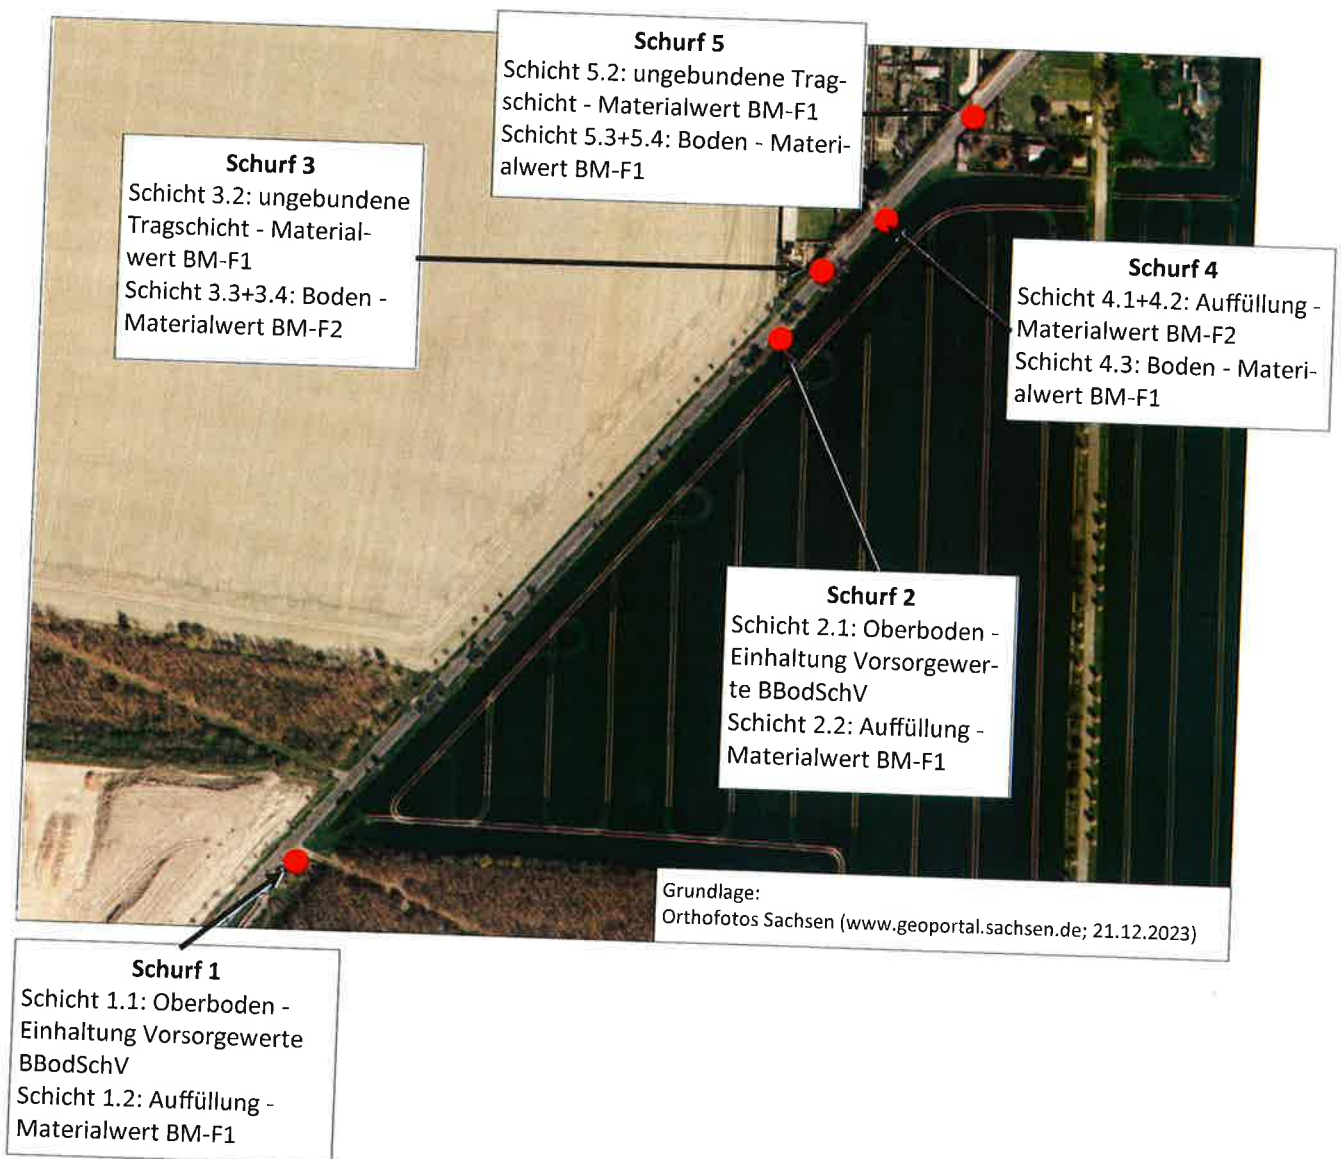 Schurf 5
Schicht 5.2: ungebundene Trag-
schicht - Materialwert BM-F1
Schicht 5.3+5.4: Boden - Materi-
alwert BM-F1
Schurf 3
Schicht 3.2: ungebundene
Tragschicht - Material-
wert BM-F1
Schicht 3.3+3.4: Boden -
Materialwert BM-F2
Schurf 4
Schicht 4.1+4.2: Auffüllung -
Materialwert BM-F2
Schicht 4.3: Boden - Materi-
alwert BM-F1
Schurf 2
Schicht 2.1: Oberboden -
Einhaltung Vorsorgewer-
te BBodSchV
Schicht 2.2: Auffüllung -
Materialwert BM-F1
Grundlage:
Orthofotos Sachsen (www.geoportal.sachsen.de; 21.12.2023)
Schurf 1
Schicht 1.1: Oberboden -
Einhaltung Vorsorgewerte
BBodSchV
Schicht 1.2: Auffüllung -
Materialwert BM-F1